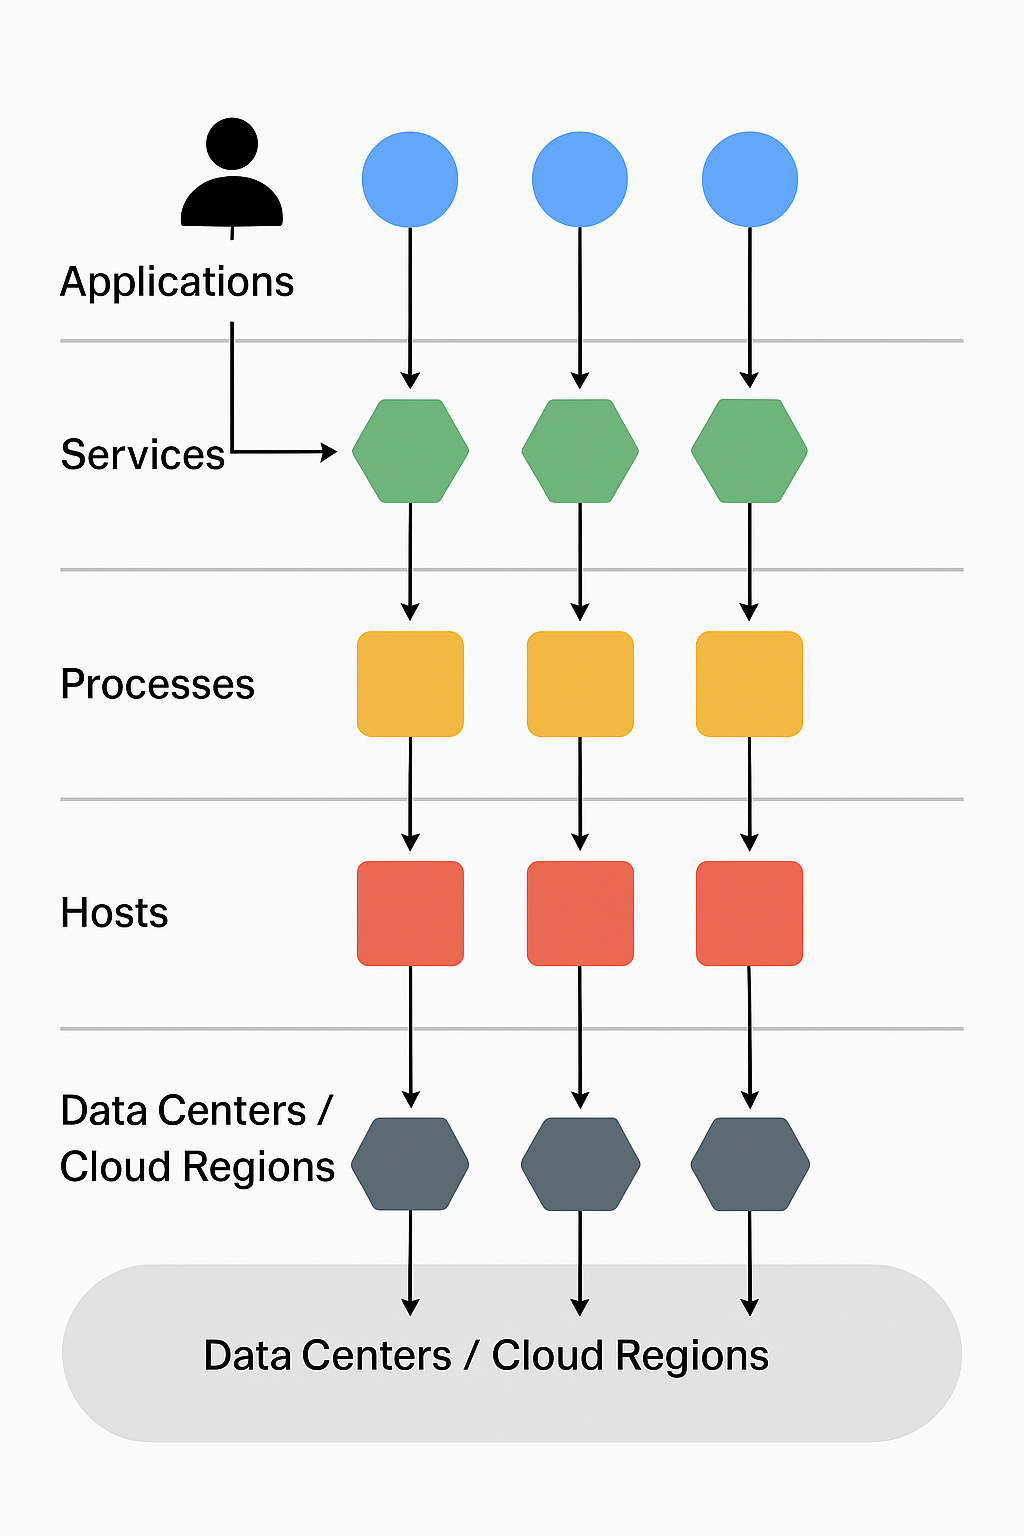 Applications
Services
Processes
Hosts
Data Centers /
Cloud Regions
Data Centers / Cloud Regions